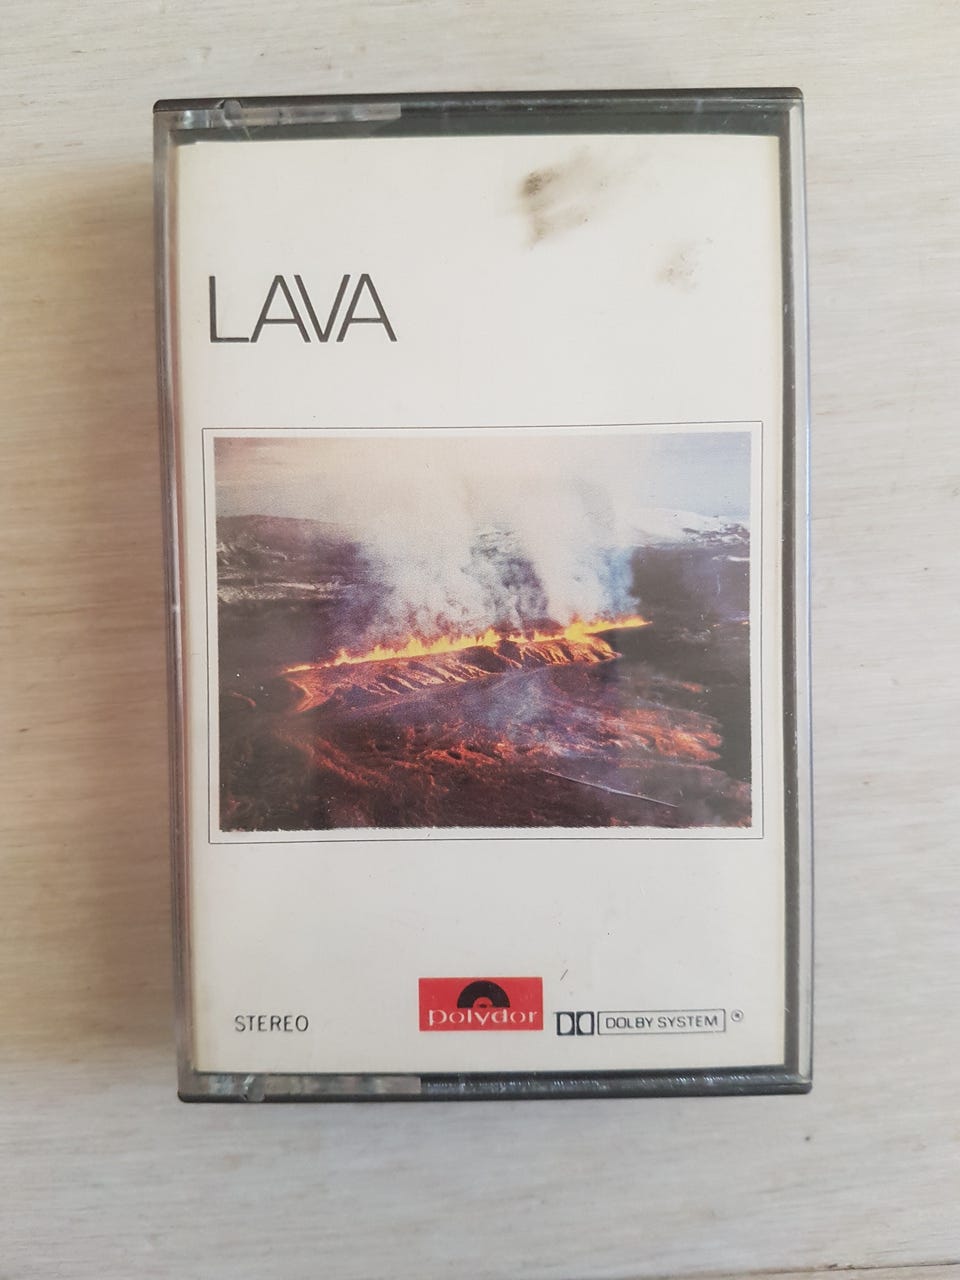 LAVA
STEREO
polydor
DOLBY SYSTEM ®